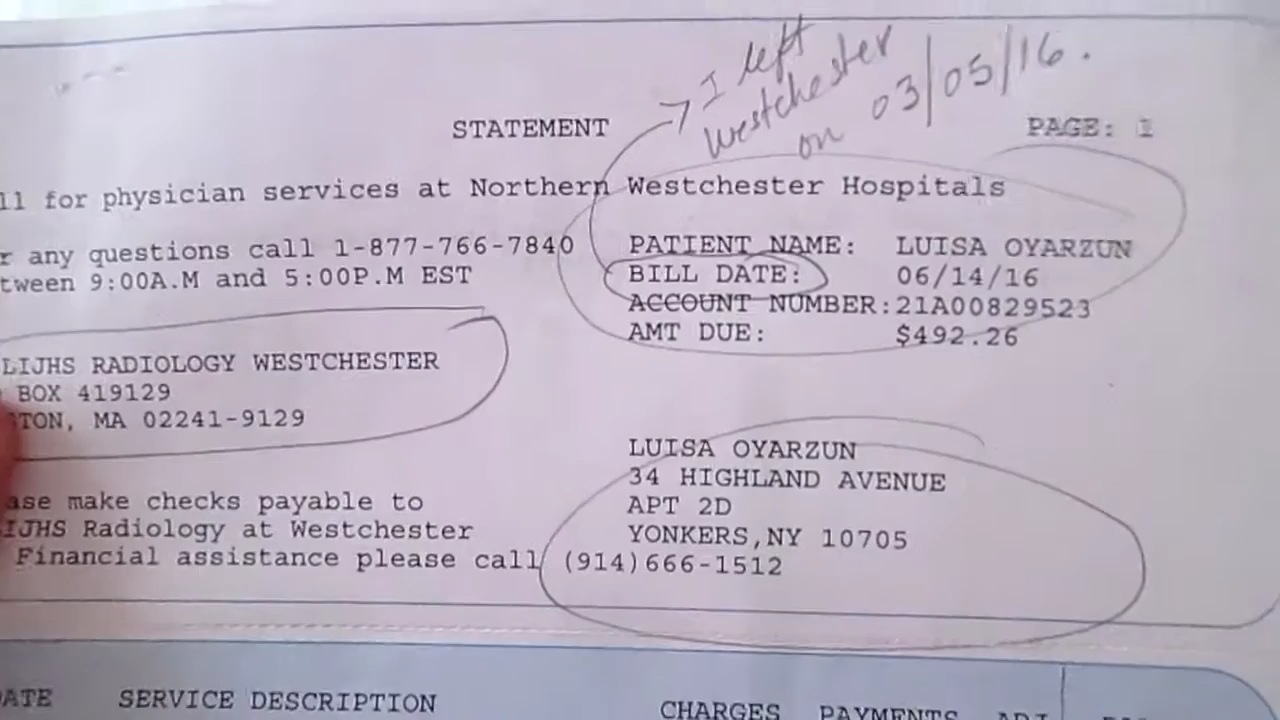 I left
Westchester
on 03/05/16.
STATEMENT PAGE: 1
ll for physician services at Northern Westchester Hospitals
r any questions call 1-877-766-7840
tween 9:00A.M and 5:00P.M EST
PATIENT NAME: LUISA OYARZUN
BILL DATE: 06/14/16
ACCOUNT NUMBER:21A00829523
AMT DUE: $492.26
LIJHS RADIOLOGY WESTCHESTER
BOX 419129
TON, MA 02241-9129
LUISA OYARZUN
34 HIGHLAND AVENUE
APT 2D
YONKERS,NY 10705
ase make checks payable to
IJHS Radiology at Westchester
Financial assistance please call (914)666-1512
ATE SERVICE DESCRIPTION CHARGES PAYMENTS ADJ